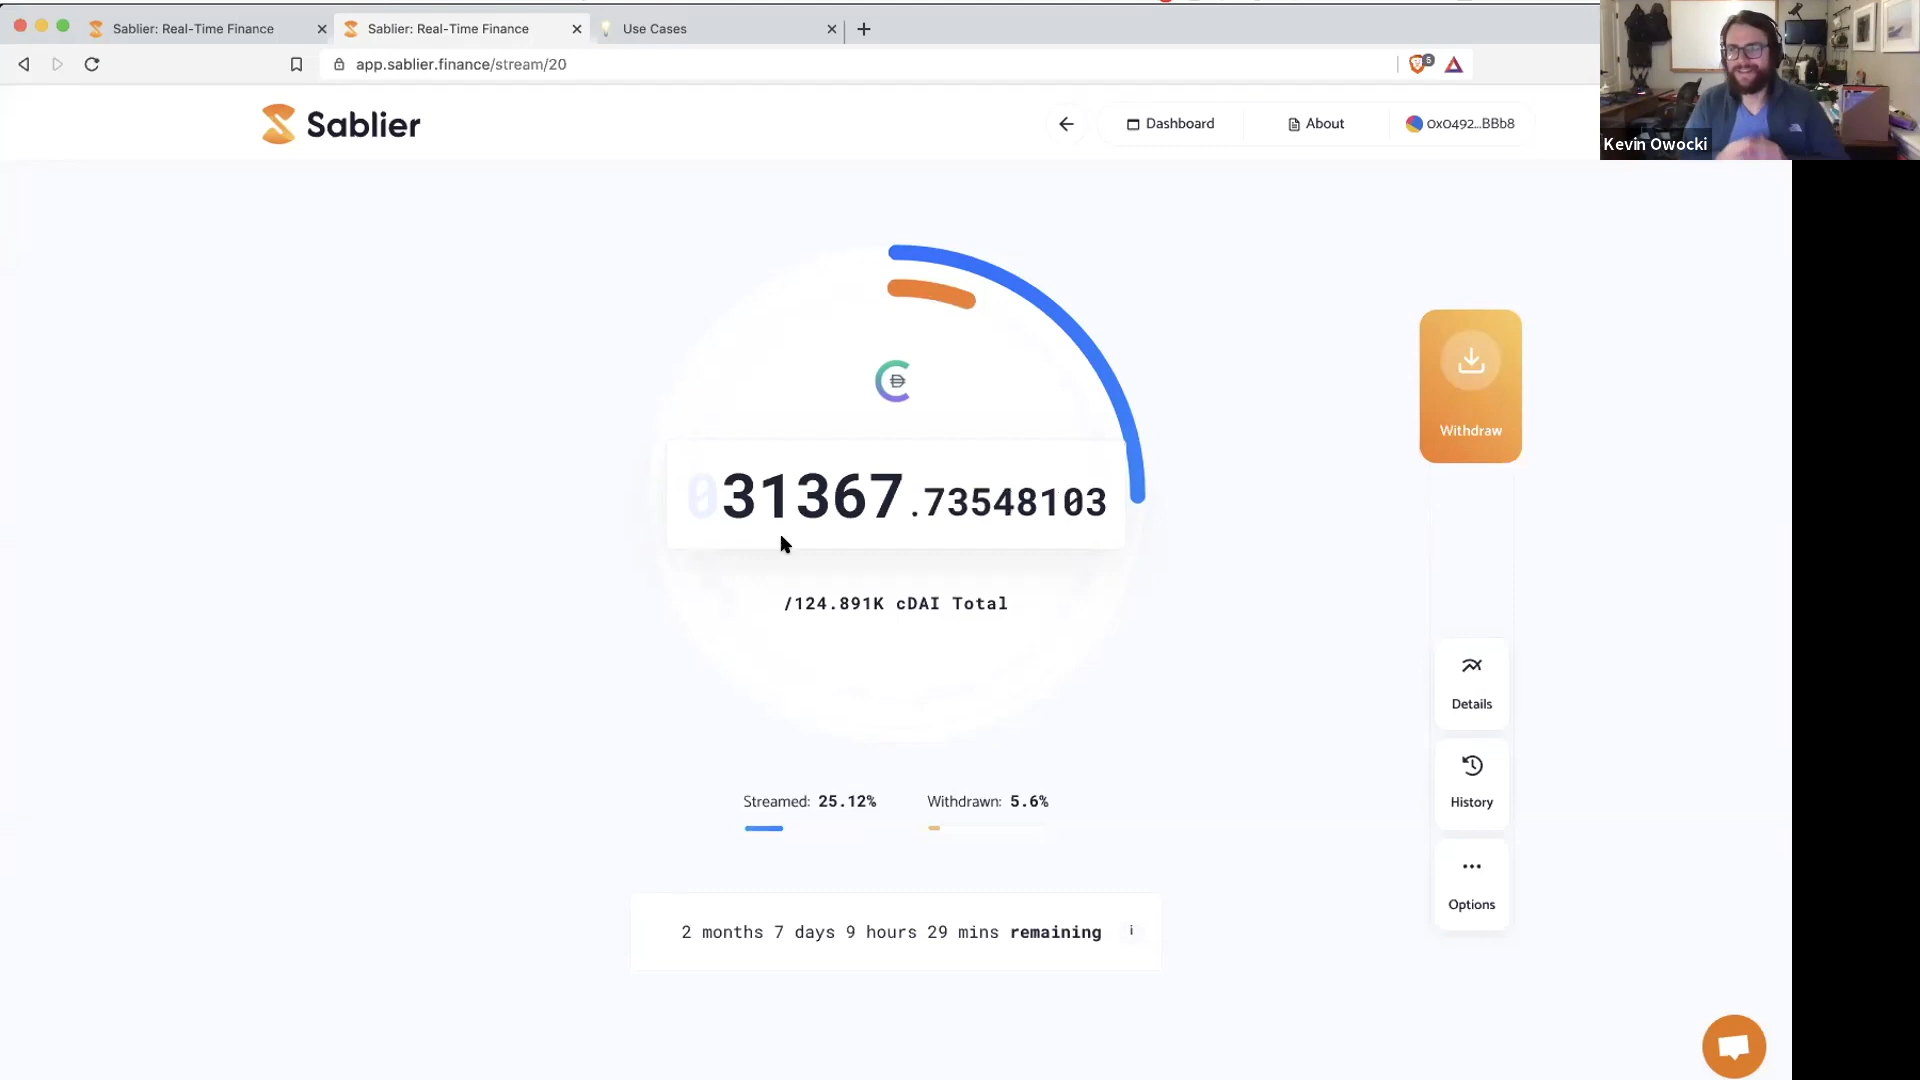 Sablier: Real-Time Finance
Sablier: Real-Time Finance
Use Cases
app.sablier.finance/stream/20
5
Sablier
Dashboard
About
0x0492...BBb8
Kevin Owocki
031367.73548103
/124.891K cDAI Total
Withdraw
Details
History
Options
Streamed: 25.12%
Withdrawn: 5.6%
2 months 7 days 9 hours 29 mins remaining
i